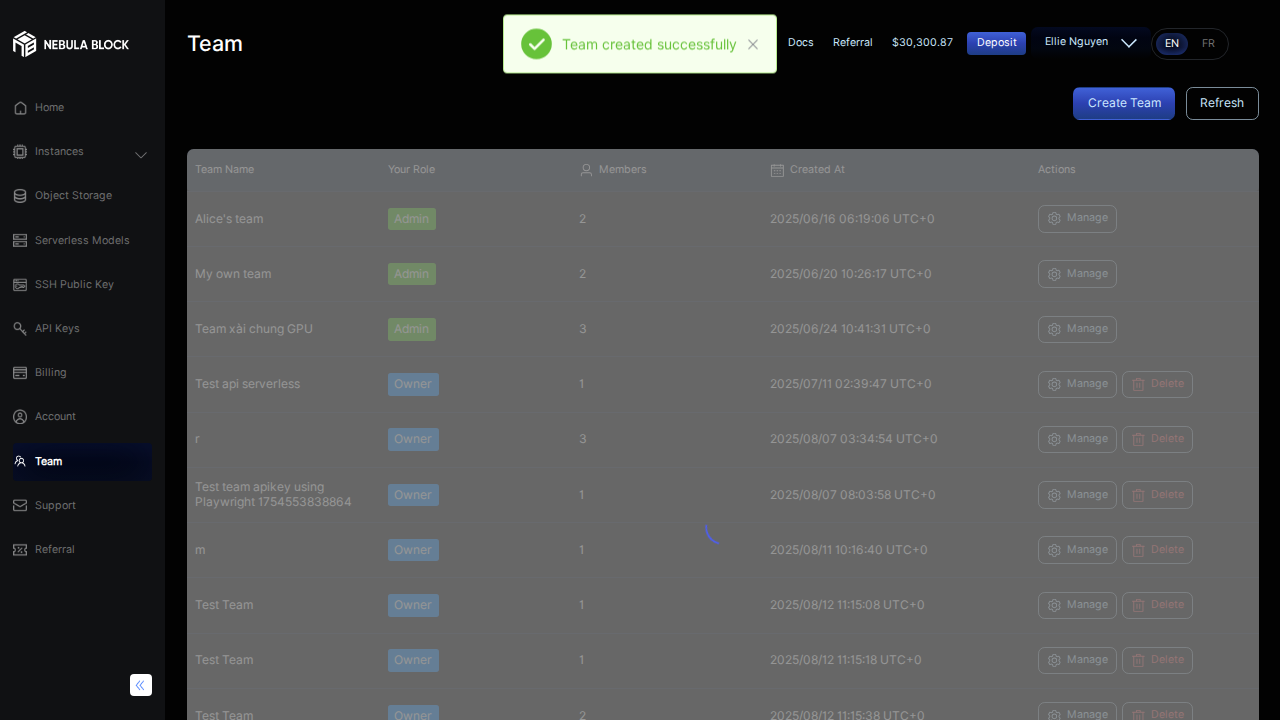 NEBULA BLOCK
Team
Team created successfully
Docs
Referral
$30,300.87
Deposit
Ellie Nguyen
EN
FR
Home
Instances
Object Storage
Serverless Models
SSH Public Key
API Keys
Billing
Account
Team
Support
Referral
Create Team
Refresh
Team Name Your Role Members Created At Actions
Alice's team Admin 2 2025/06/16 06:19:06 UTC+0 Manage
My own team Admin 2 2025/06/20 10:26:17 UTC+0 Manage
Team xài chung GPU Admin 3 2025/06/24 10:41:31 UTC+0 Manage
Test api serverless Owner 1 2025/07/11 02:39:47 UTC+0 Manage Delete
r Owner 3 2025/08/07 03:34:54 UTC+0 Manage Delete
Test team apikey using
Playwright 1754553838864 Owner 1 2025/08/07 08:03:58 UTC+0 Manage Delete
m Owner 1 2025/08/11 10:16:40 UTC+0 Manage Delete
Test Team Owner 1 2025/08/12 11:15:08 UTC+0 Manage Delete
Test Team Owner 1 2025/08/12 11:15:18 UTC+0 Manage Delete
Test Team Owner 2 2025/08/12 11:15:38 UTC+0 Manage Delete